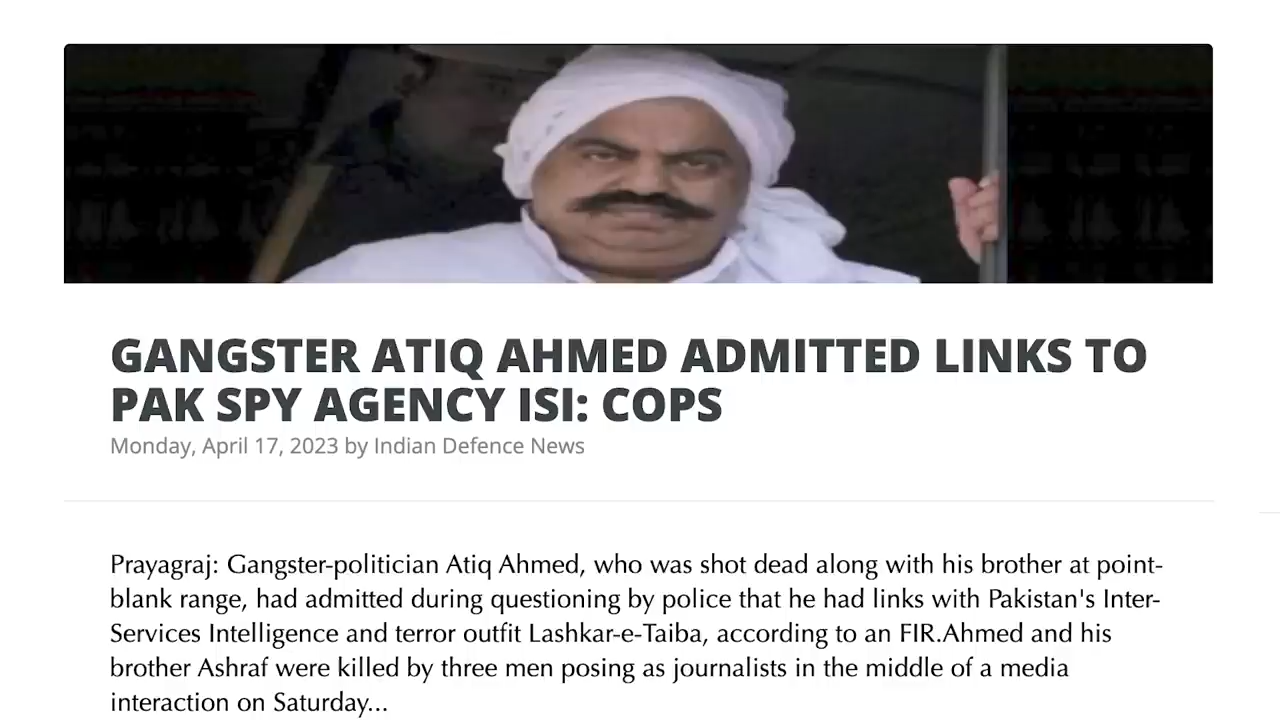 GANGSTER ATIQ AHMED ADMITTED LINKS TO
PAK SPY AGENCY ISI: COPS
Monday, April 17, 2023 by Indian Defence News
Prayagraj: Gangster-politician Atiq Ahmed, who was shot dead along with his brother at point-
blank range, had admitted during questioning by police that he had links with Pakistan's Inter-
Services Intelligence and terror outfit Lashkar-e-Taiba, according to an FIR.Ahmed and his
brother Ashraf were killed by three men posing as journalists in the middle of a media
interaction on Saturday...